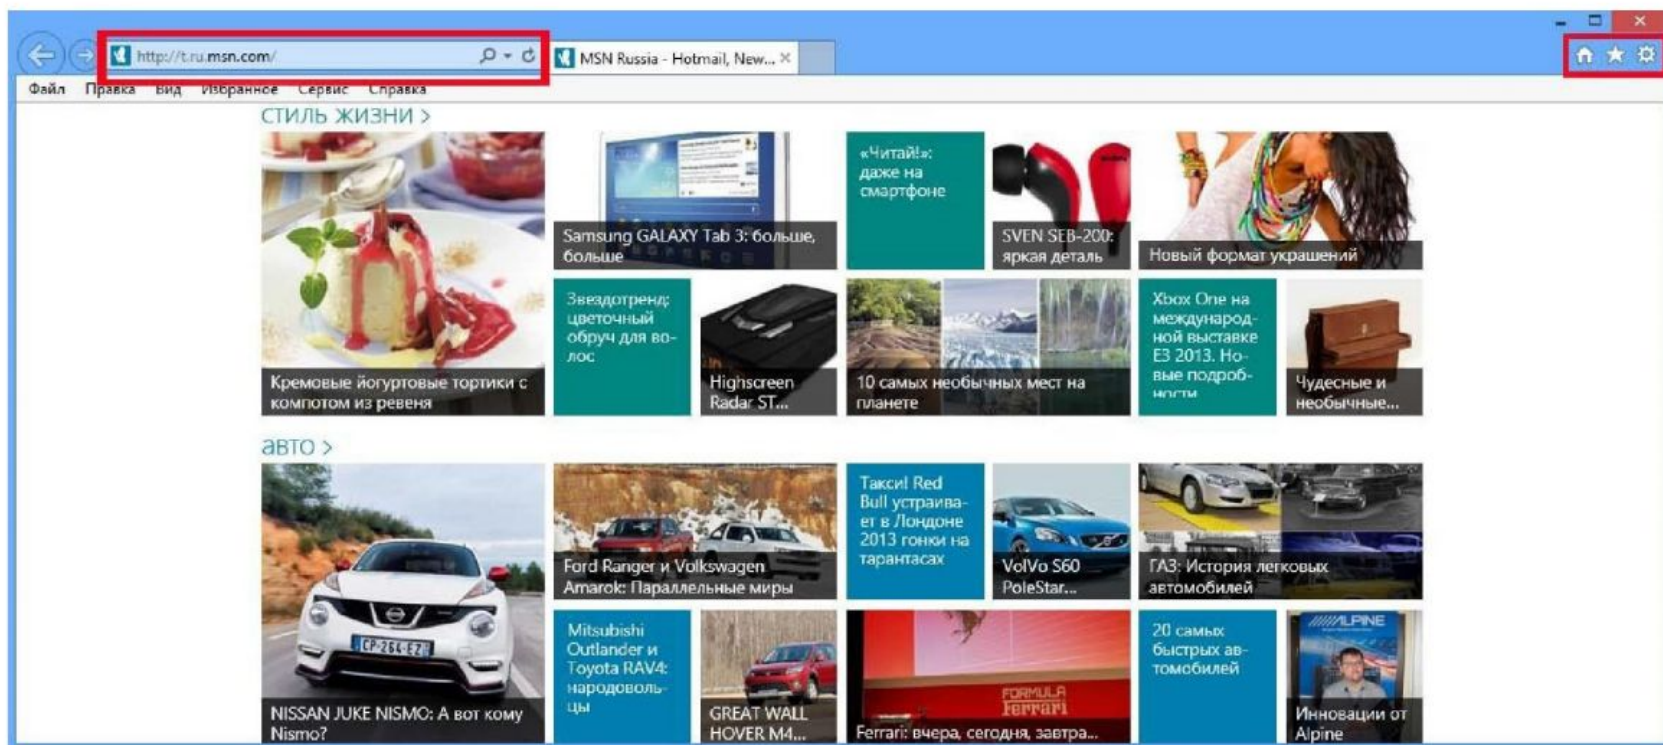 http://t.ru.msn.com/
MSN Russia - Hotmail, New...
Файл Правка Вид Избранное Сервис Справка
СТИЛЬ ЖИЗНИ >
Кремовые йогуртовые тортики с
компотом из ревеня
Samsung GALAXY Tab 3: больше,
больше
«Читай!»:
даже на
смартфоне
SVEN SEB-200:
яркая деталь
Новый формат украшений
Звездотренд:
цветочный
обруч для во-
лос
Highscreen
Radar ST...
10 самых необычных мест на
планете
Xbox One на
международ-
ной выставке
E3 2013. Но-
вые подроб-
ности
Чудесные и
необычные...
авто >
NISSAN JUKE NISMO: А вот кому
Nismo?
CP-264-EZ
Ford Ranger и Volkswagen
Amarok: Параллельные миры
Такси! Red
Bull устраива-
ет в Лондоне
2013 гонки на
тарантасах
VolVo S60
PoleStar...
ГАЗ: История легковых
автомобилей
Mitsubishi
Outlander и
Toyota RAV4:
народоволь-
цы
GREAT WALL
HOVER M4...
FORMULA
Ferrari
Ferrari: вчера, сегодня, завтра...
20 самых
быстрых ав-
томобилей
ALPINE
Инновации от
Alpine